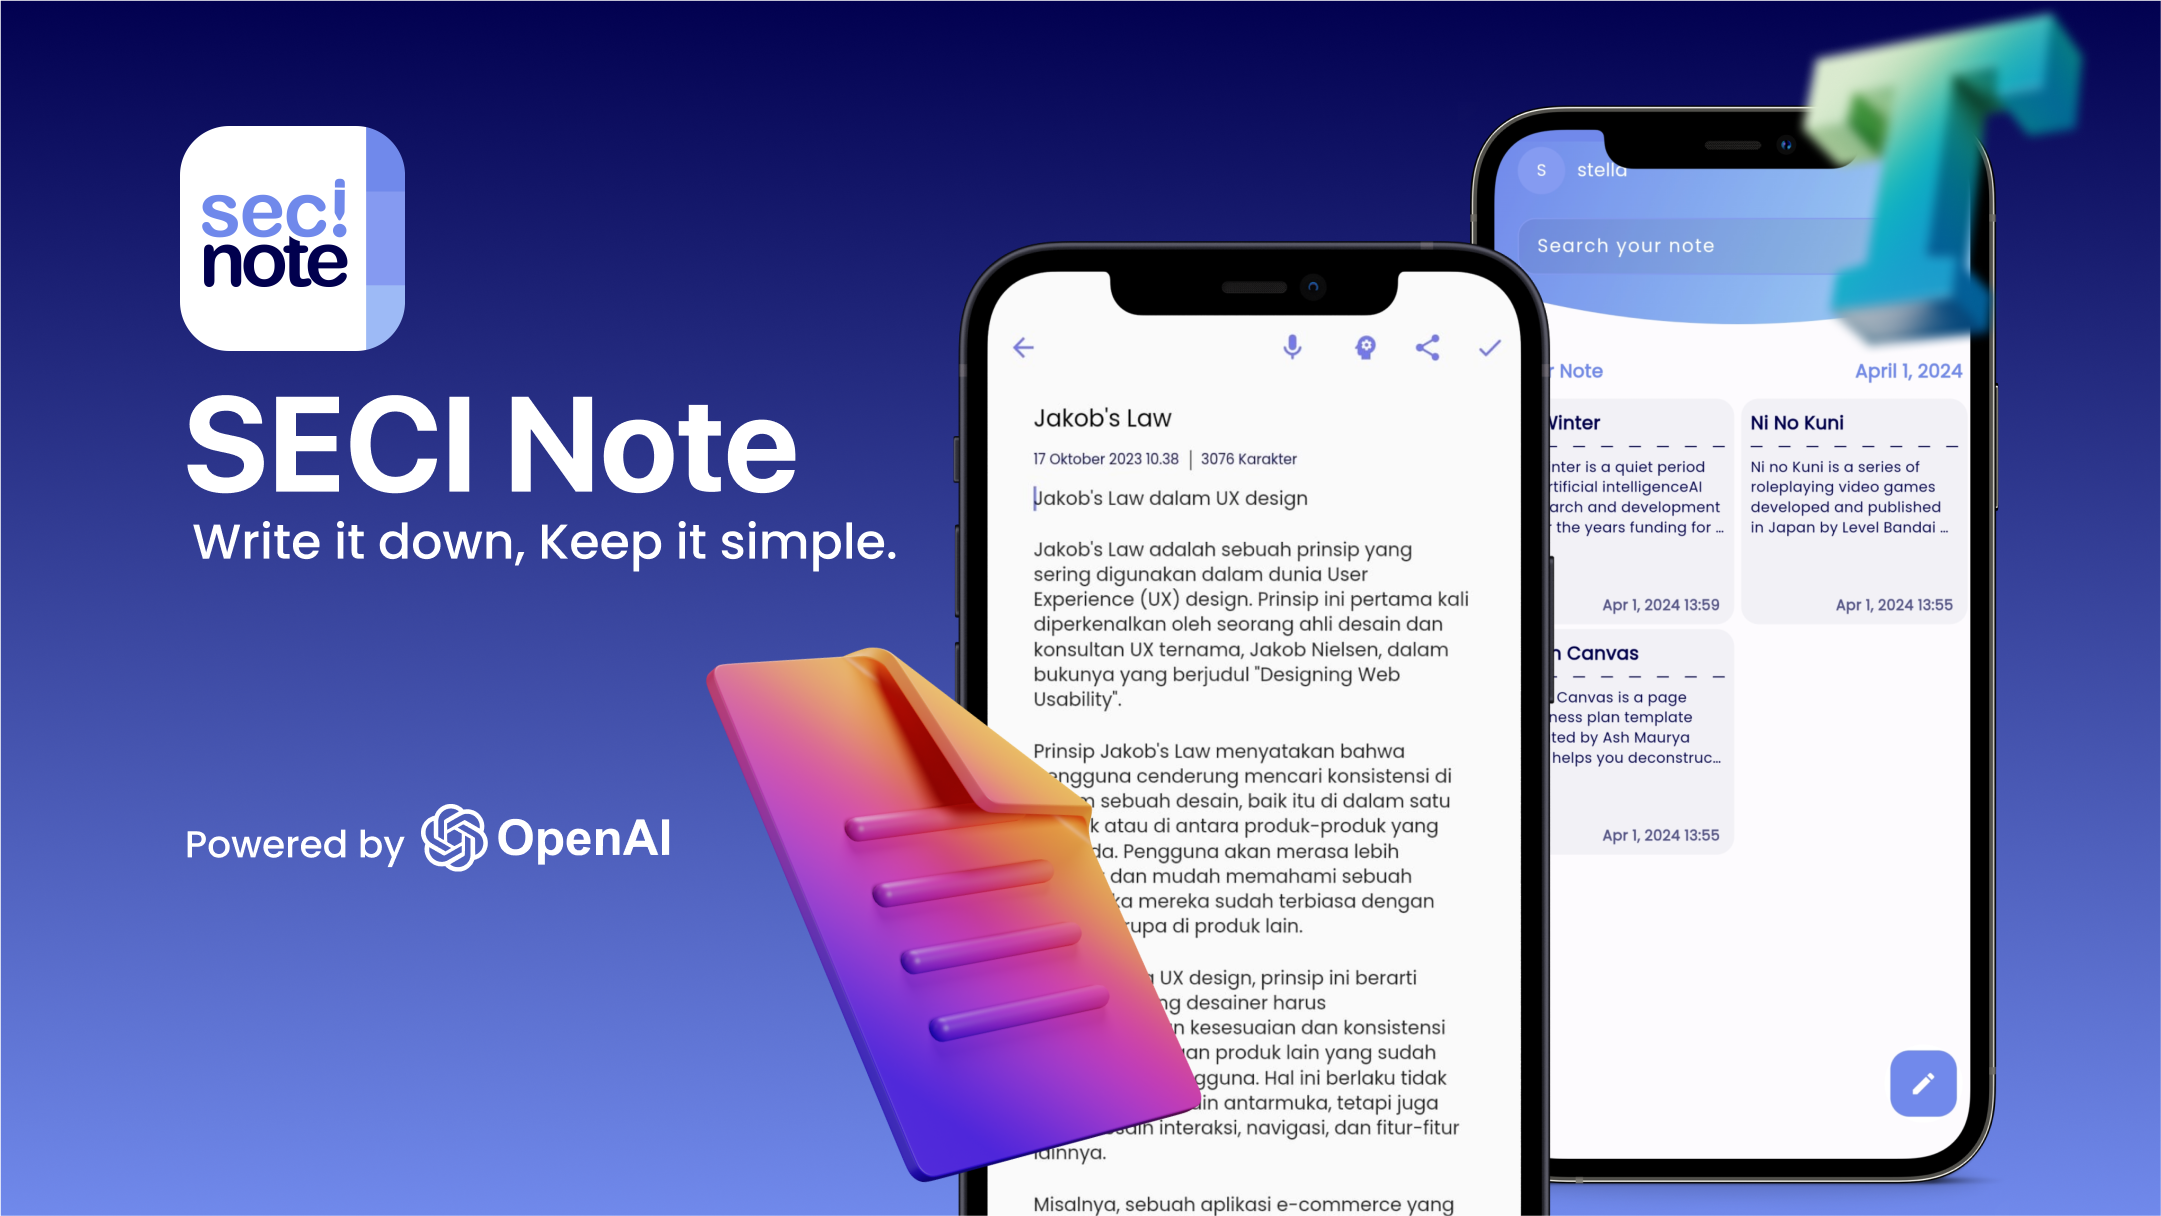 sec!
note
SECI Note
Write it down, Keep it simple.
Powered by OpenAI
Jakob's Law
17 Oktober 2023 10.38 | 3076 Karakter
Jakob's Law dalam UX design
Jakob's Law adalah sebuah prinsip yang
sering digunakan dalam dunia User
Experience (UX) design. Prinsip ini pertama kali
diperkenalkan oleh seorang ahli desain dan
konsultan UX ternama, Jakob Nielsen, dalam
bukunya yang berjudul "Designing Web
Usability".
Prinsip Jakob's Law menyatakan bahwa
engguna cenderung mencari konsistensi di
sebuah desain, baik itu di dalam satu
atau di antara produk-produk yang
Pengguna akan merasa lebih
dan mudah memahami sebuah
mereka sudah terbiasa dengan
rupa di produk lain.
UX design, prinsip ini berarti
desainer harus
kesesuaian dan konsistensi
produk lain yang sudah
gguna. Hal ini berlaku tidak
antarmuka, tetapi juga
interaksi, navigasi, dan fitur-fitur
lainnya.
Misalnya, sebuah aplikasi e-commerce yang
S stella
Search your note
r Note April 1, 2024
Winter
nter is a quiet period
rtificial intelligenceAI
arch and development
the years funding for ...
Apr 1, 2024 13:59
Ni No Kuni
Ni no Kuni is a series of
roleplaying video games
developed and published
in Japan by Level Bandai ...
Apr 1, 2024 13:55
n Canvas
Canvas is a page
ness plan template
ted by Ash Maurya
helps you deconstruc...
Apr 1, 2024 13:55
T